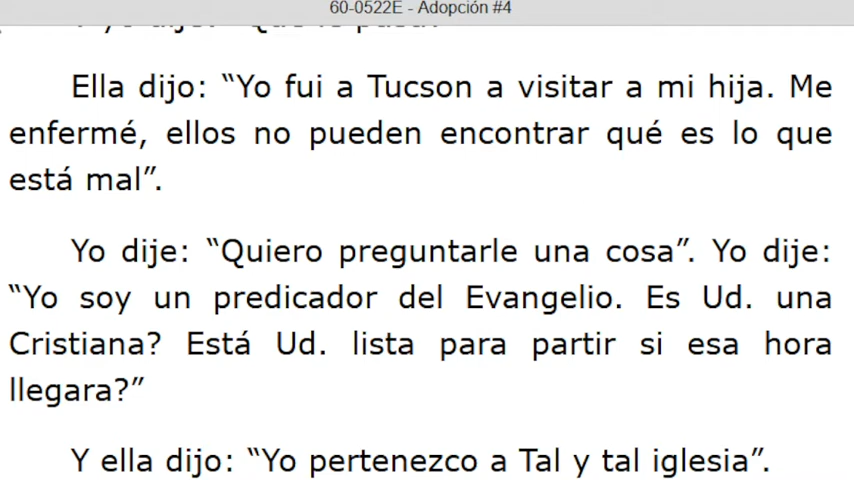 60-0522E - Adopción #4
Ella dijo: “Yo fui a Tucson a visitar a mi hija. Me
enfermé, ellos no pueden encontrar qué es lo que
está mal”.
Yo dije: “Quiero preguntarle una cosa”. Yo dije:
“Yo soy un predicador del Evangelio. Es Ud. una
Cristiana? Está Ud. lista para partir si esa hora
llegara?”
Y ella dijo: “Yo pertenezco a Tal y tal iglesia”.